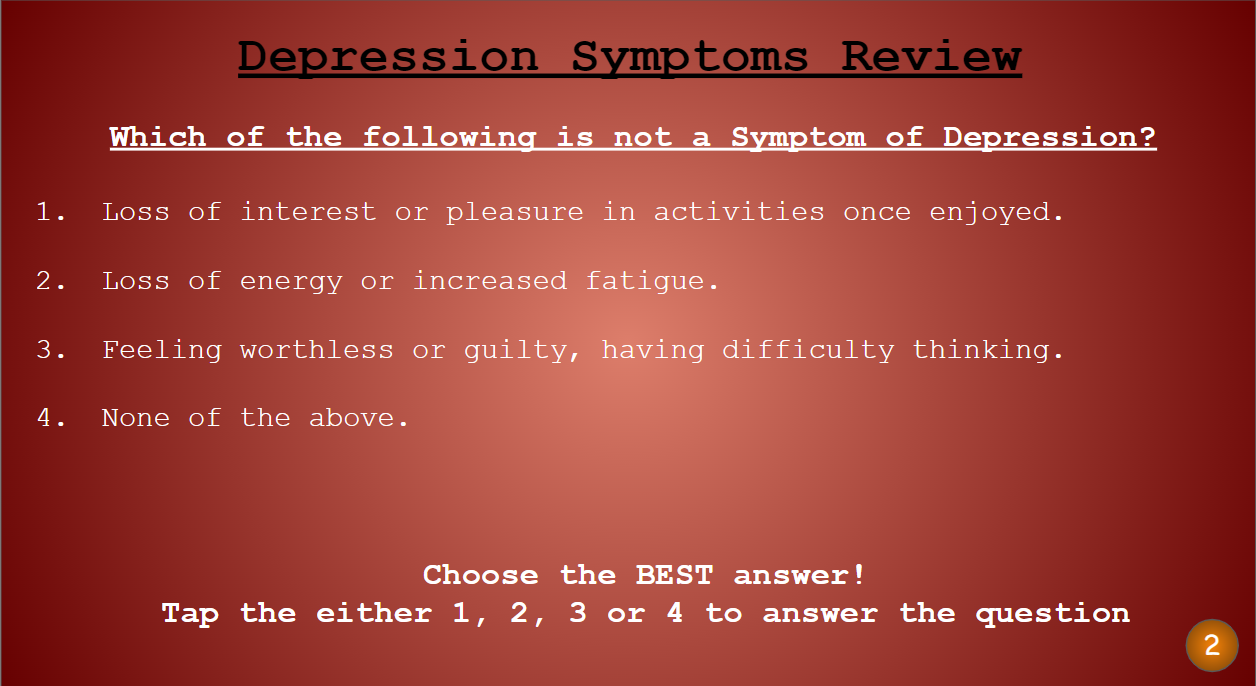 Depression Symptoms Review
Which of the following is not a Symptom of Depression?
1. Loss of interest or pleasure in activities once enjoyed.
2. Loss of energy or increased fatigue.
3. Feeling worthless or guilty, having difficulty thinking.
4. None of the above.
Choose the BEST answer!
Tap the either 1, 2, 3 or 4 to answer the question
2